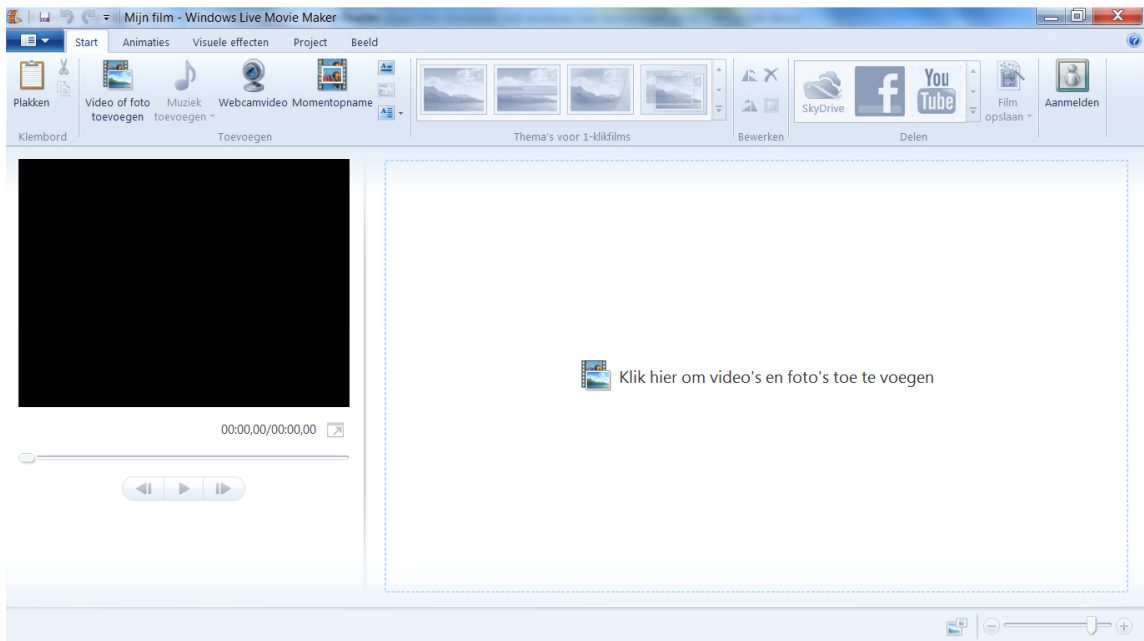 Mijn film - Windows Live Movie Maker
Start Animaties Visuele effecten Project Beeld
Plakken
Video of foto
toevoegen
Muziek
toevoegen
Webcamvideo
Momentopname
SkyDrive
f
You
Tube
Film
opslaan
Aanmelden
Klembord
Toevoegen
Thema's voor 1-klikfilms
Bewerken
Delen
Klik hier om video's en foto's toe te voegen
00:00,00/00:00,00